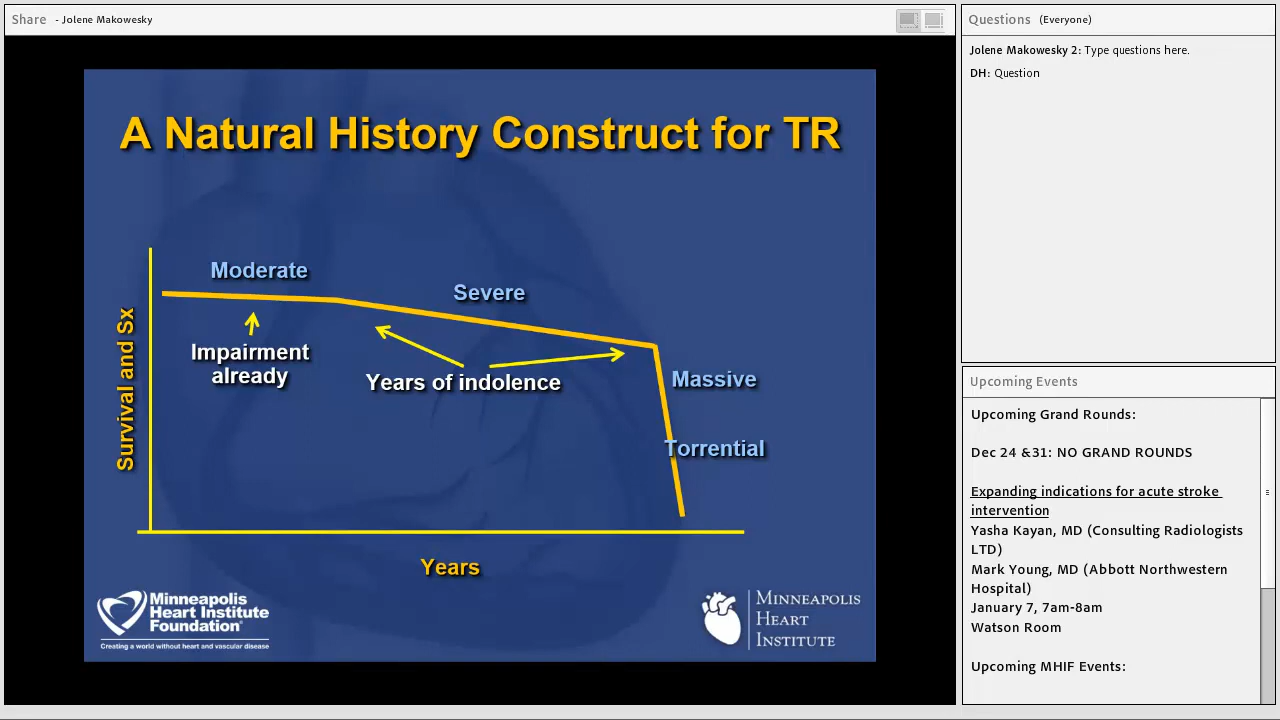 Share - Jolene Makowesky
A Natural History Construct for TR
Survival and Sx
Moderate
Severe
Impairment
already
Years of indolence
Massive
Torrential
Years
Minneapolis
Heart Institute
Foundation®
Creating a world without heart and vascular disease
MINNEAPOLIS
HEART
INSTITUTE
Questions (Everyone)
Jolene Makowesky 2: Type questions here.
DH: Question
Upcoming Events
Upcoming Grand Rounds:
Dec 24 &31: NO GRAND ROUNDS
Expanding indications for acute stroke
intervention
Yasha Kayan, MD (Consulting Radiologists
LTD)
Mark Young, MD (Abbott Northwestern
Hospital)
January 7, 7am-8am
Watson Room
Upcoming MHIF Events: